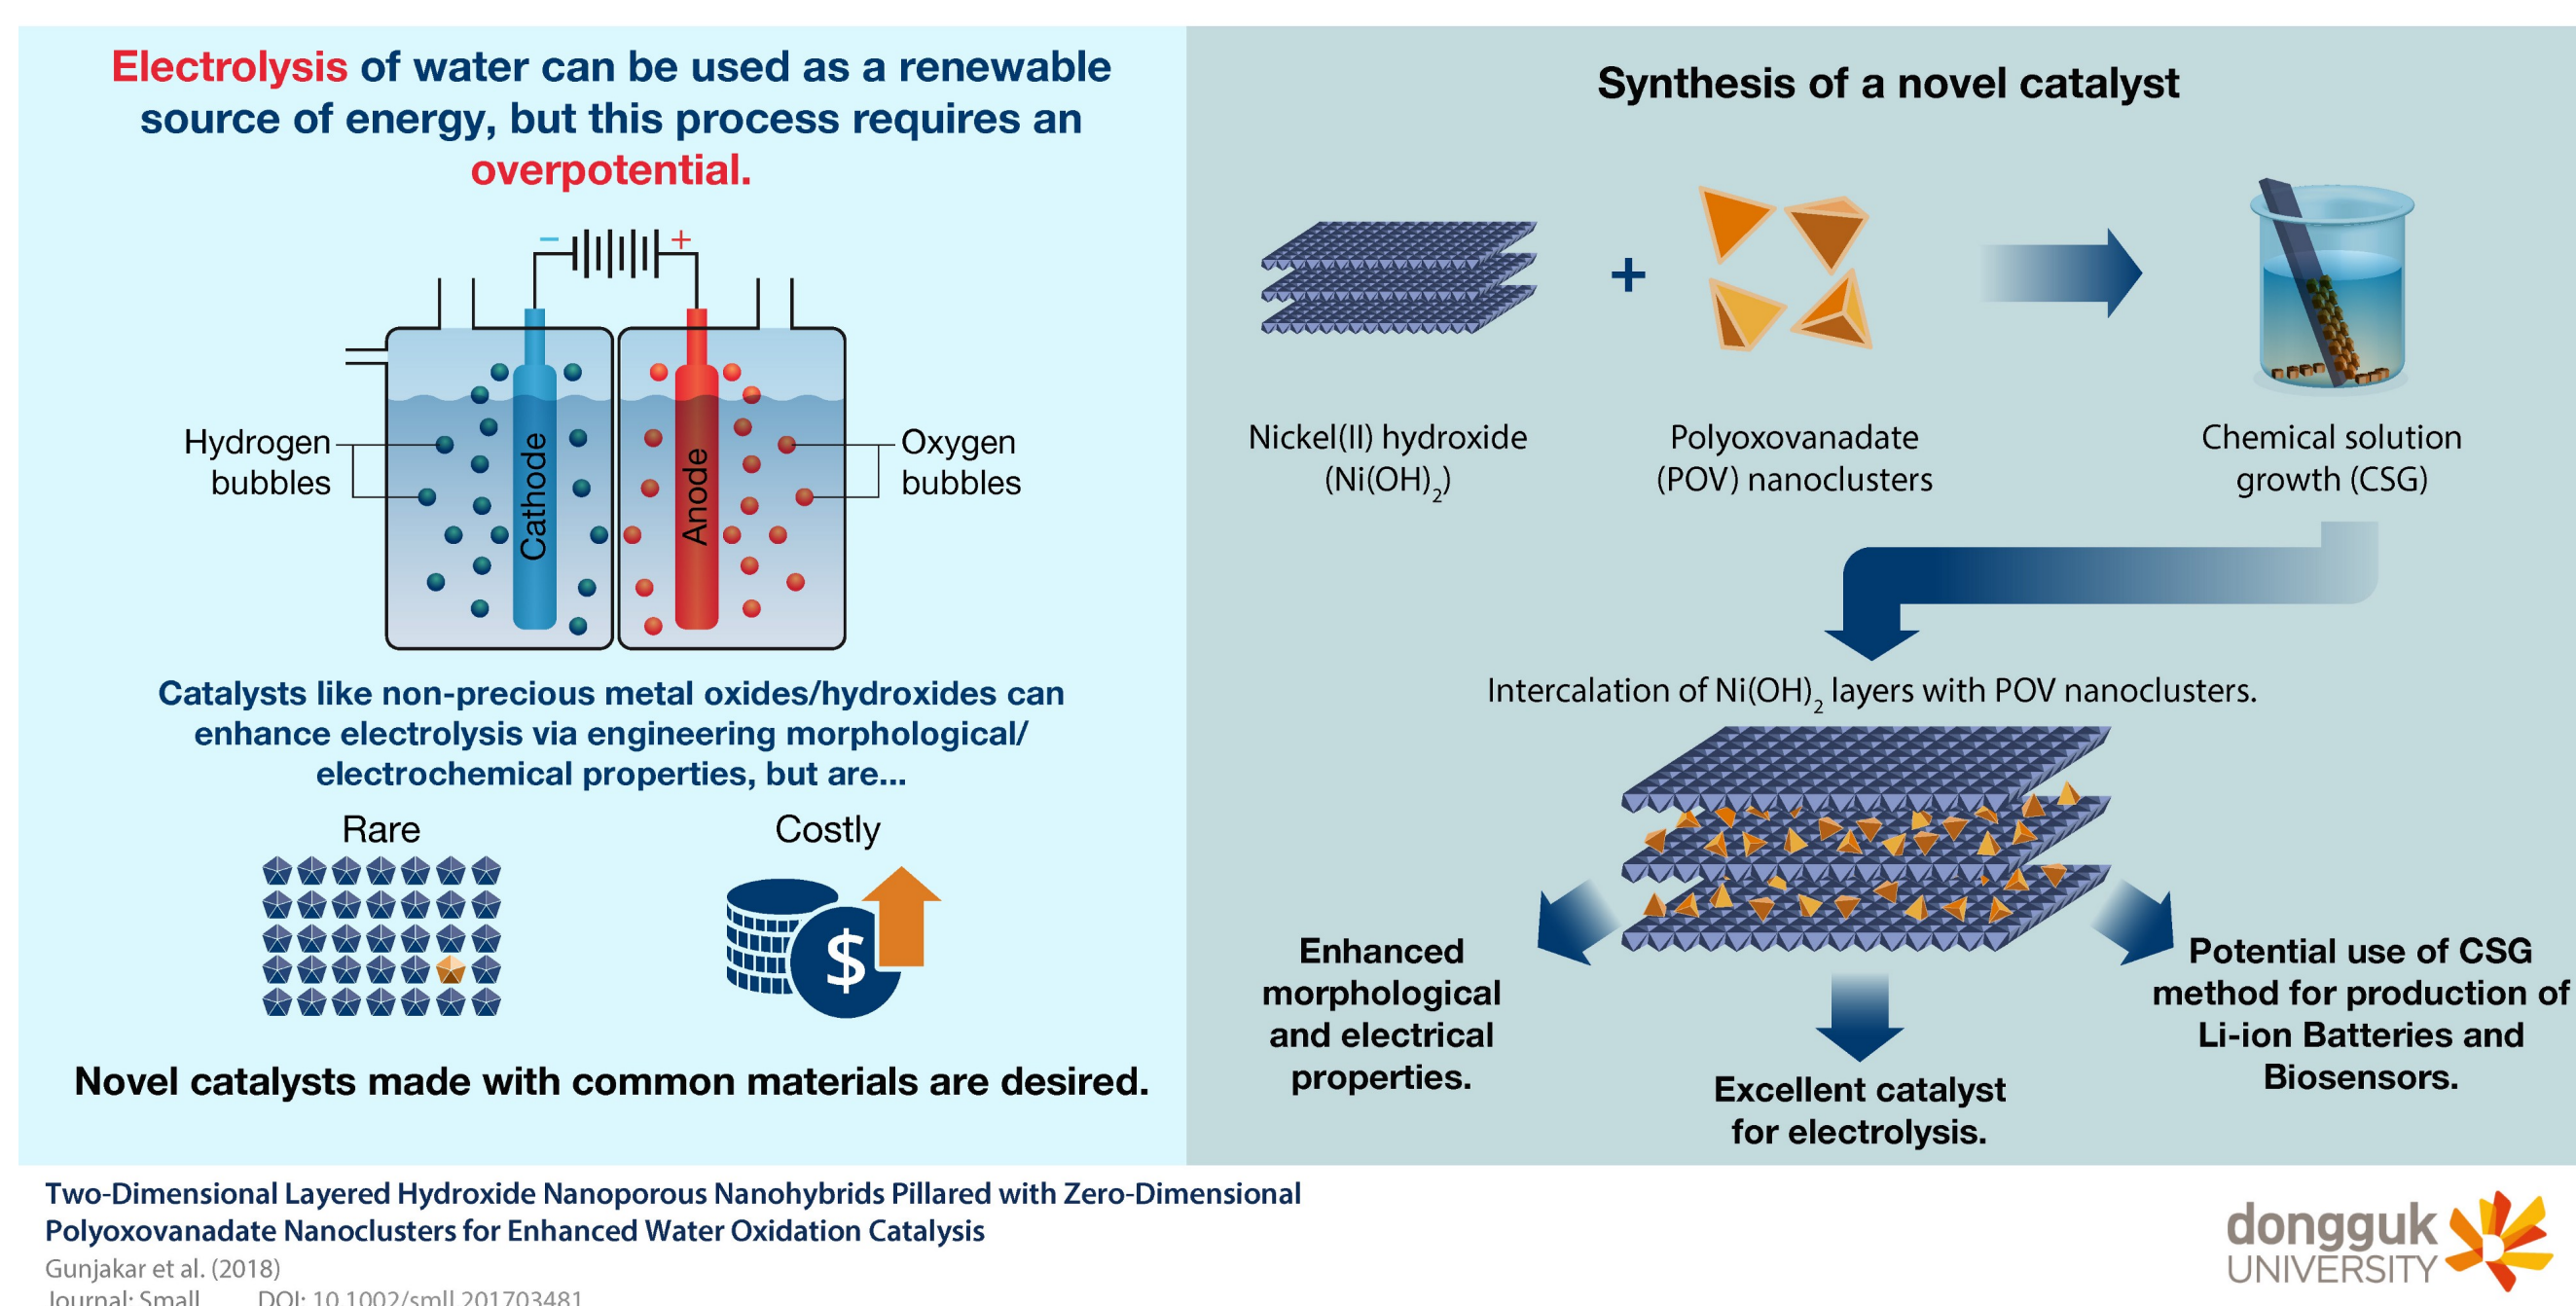 Electrolysis of water can be used as a renewable
source of energy, but this process requires an
overpotential.
− +
Hydrogen
bubbles
Cathode
Anode
Oxygen
bubbles
Catalysts like non-precious metal oxides/hydroxides can
enhance electrolysis via engineering morphological/
electrochemical properties, but are...
Rare
Costly
$
Novel catalysts made with common materials are desired.
Synthesis of a novel catalyst
+
Nickel(II) hydroxide
(Ni(OH)₂)
Polyoxovanadate
(POV) nanoclusters
Chemical solution
growth (CSG)
Intercalation of Ni(OH)₂ layers with POV nanoclusters.
Enhanced
morphological
and electrical
properties.
Excellent catalyst
for electrolysis.
Potential use of CSG
method for production of
Li-ion Batteries and
Biosensors.
Two-Dimensional Layered Hydroxide Nanoporous Nanohybrids Pillared with Zero-Dimensional
Polyoxovanadate Nanoclusters for Enhanced Water Oxidation Catalysis
Gunjakar et al. (2018)
Journal: Small DOI: 10.1002/smll.201703481
dongguk
UNIVERSITY